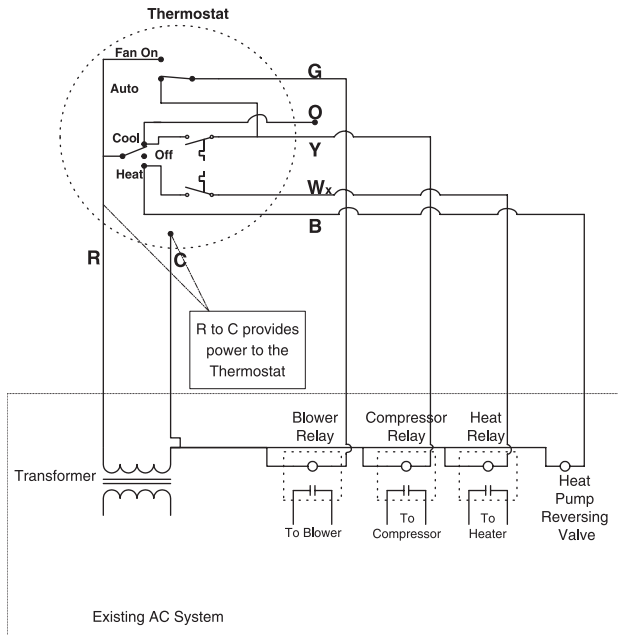 Thermostat
Fan On
G
Auto
O
Cool
Y
Off
Heat
Wx
B
R
C
R to C provides
power to the
Thermostat
Blower
Relay
Compressor
Relay
Heat
Relay
Transformer
To Blower
To
Compressor
To
Heater
Heat
Pump
Reversing
Valve
Existing AC System